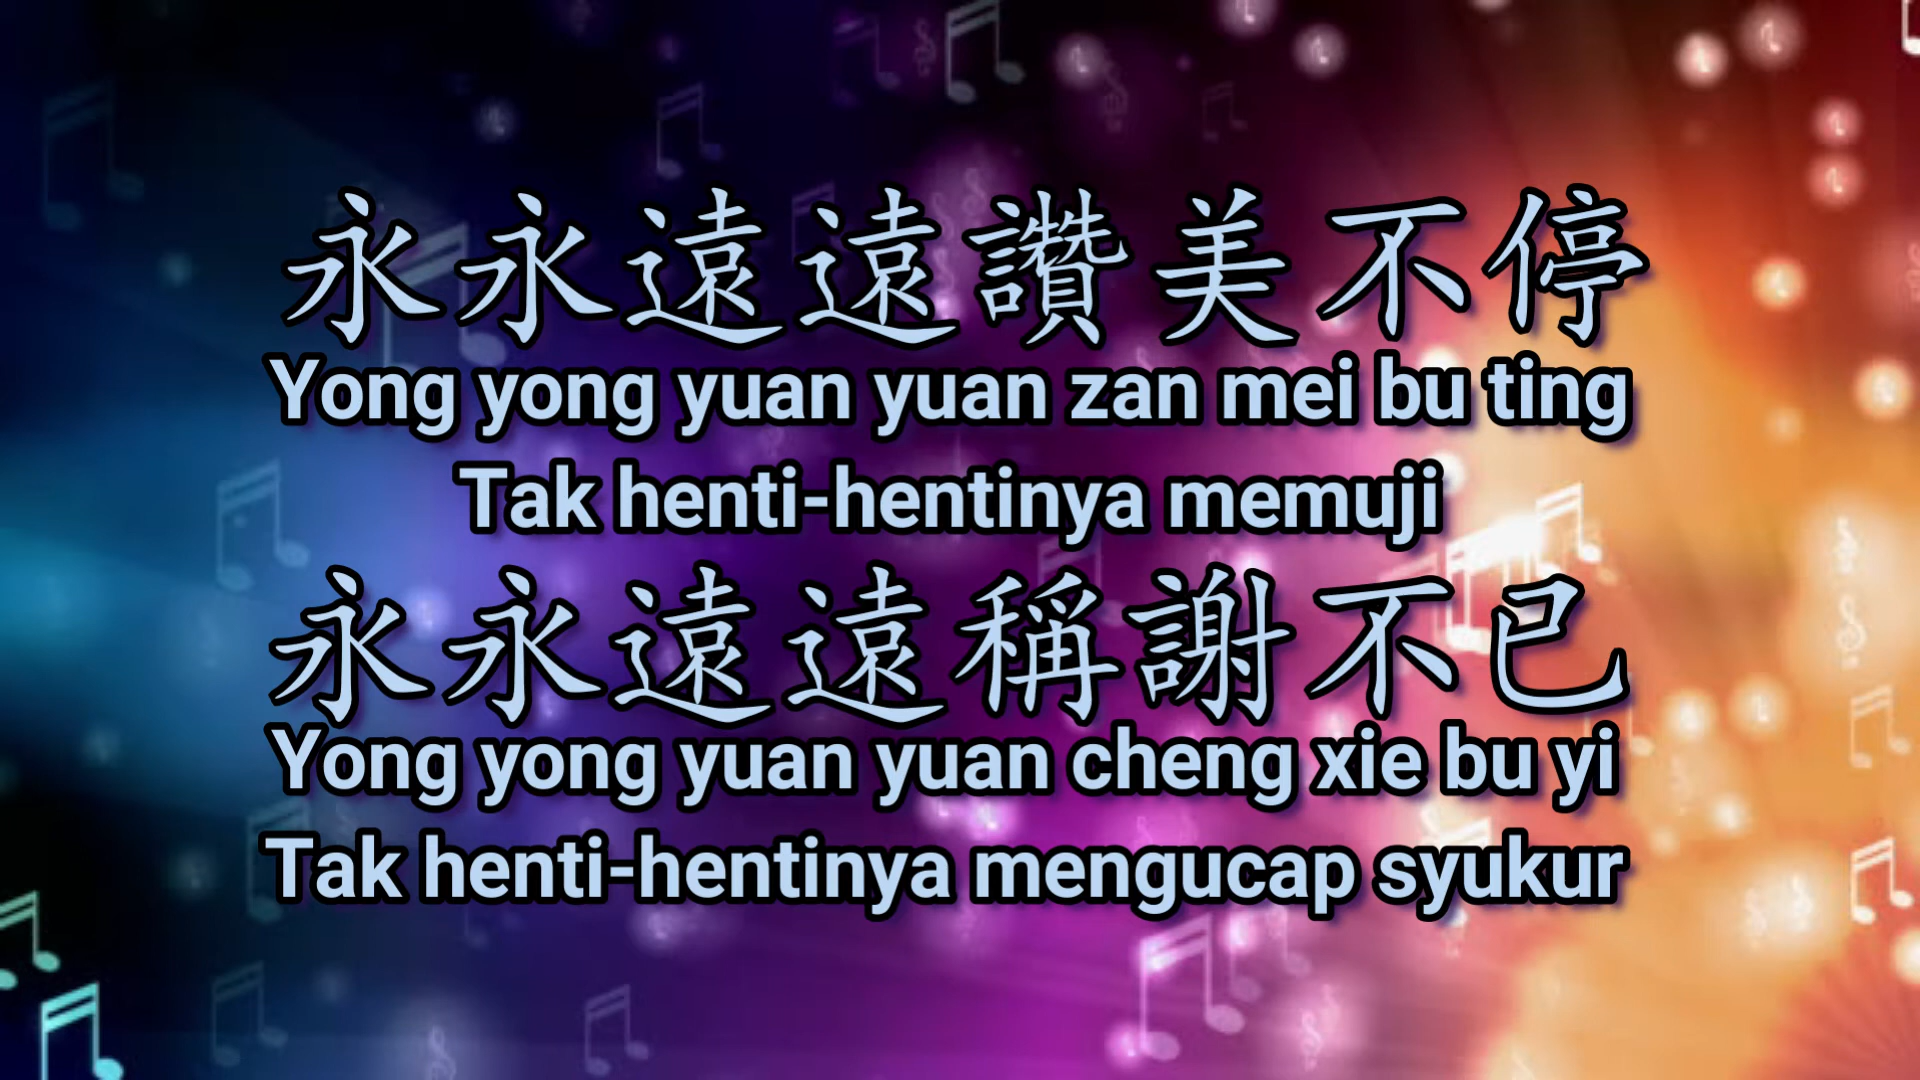 永永遠遠讚美不停
Yong yong yuan yuan zan mei bu ting
Tak henti-hentinya memuji
永永遠遠稱謝不已
Yong yong yuan yuan cheng xie bu yi
Tak henti-hentinya mengucap syukur